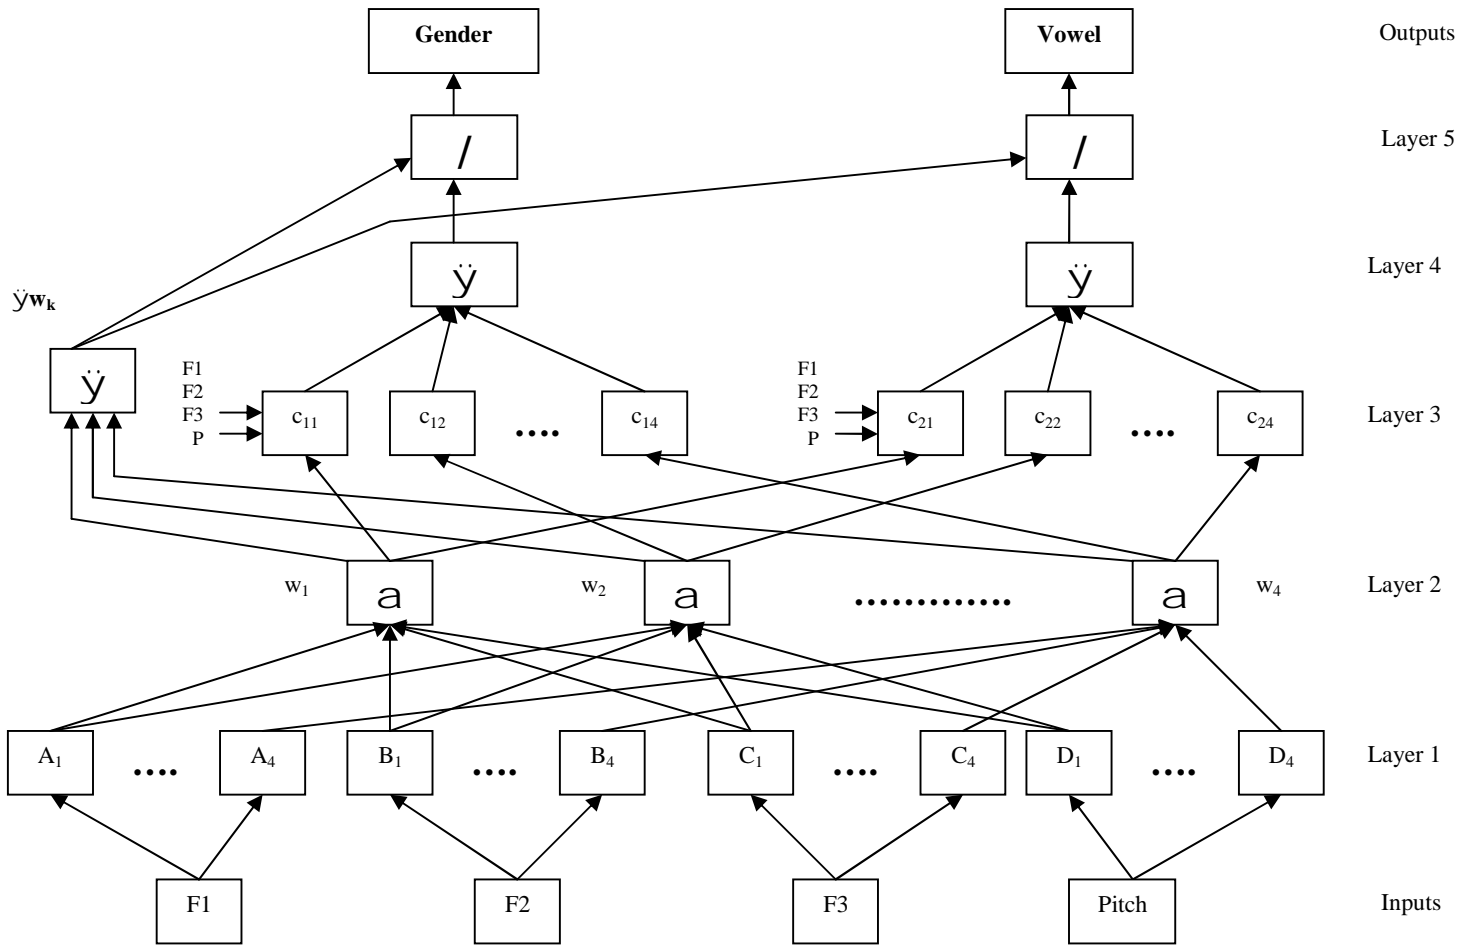 Gender Vowel Outputs
/ / Layer 5
ÿ ÿ Layer 4
ÿw_k
ÿ
F1 F1
F2 F2
F3 c₁₁ c₁₂ .... c₁₄ F3 c₂₁ c₂₂ .... c₂₄ Layer 3
P P
w₁ a w₂ a ............. a w₄ Layer 2
A₁ .... A₄ B₁ .... B₄ C₁ .... C₄ D₁ .... D₄ Layer 1
F1 F2 F3 Pitch Inputs